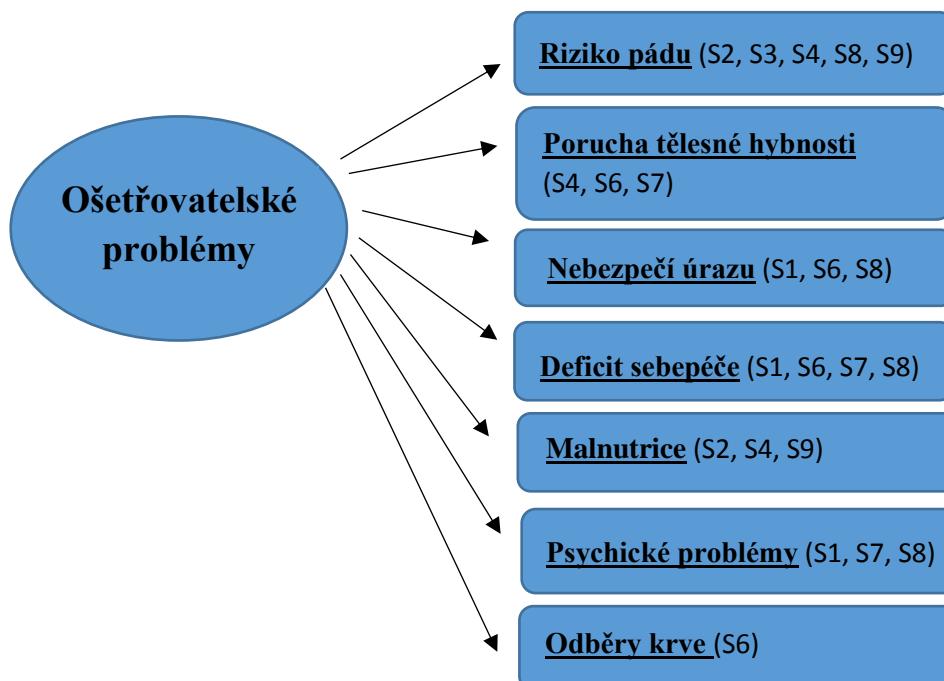 Ošetřovatelské
problémy
Riziko pádu (S2, S3, S4, S8, S9)
Porucha tělesné hybnosti
(S4, S6, S7)
Nebezpečí úrazu (S1, S6, S8)
Deficit sebepéče (S1, S6, S7, S8)
Malnutrice (S2, S4, S9)
Psychické problémy (S1, S7, S8)
Odběry krve (S6)